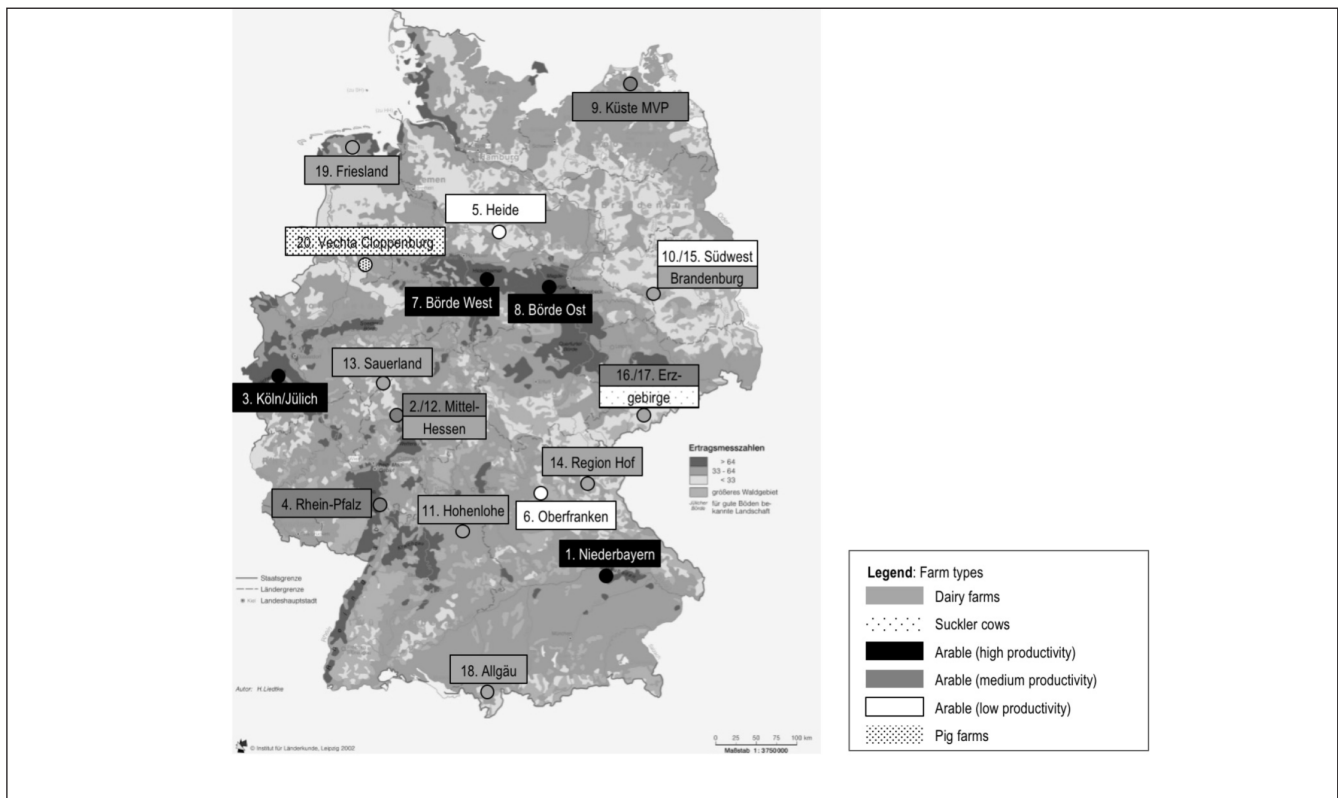 9. Küste MVP
19. Friesland
5. Heide
20. Vechta Cloppenburg
10./15. Südwest
Brandenburg
7. Börde West
8. Börde Ost
13. Sauerland
16./17. Erz-
gebirge
3. Köln/Jülich
2./12. Mittel-
Hessen
Ertragsmesszahlen
> 64
33 - 64
< 33
größeres Waldgebiet
Jülicher Börde
für gute Böden be-
kannte Landschaft
14. Region Hof
4. Rhein-Pfalz
11. Hohenlohe
6. Oberfranken
1. Niederbayern
Staatsgrenze
Ländergrenze
Landeshauptstadt
18. Allgäu
Autor: H.Liedtke
© Institut für Länderkunde, Leipzig 2002
0 25 50 75 100 km
Maßstab 1 : 3750000
Legend: Farm types
Dairy farms
Suckler cows
Arable (high productivity)
Arable (medium productivity)
Arable (low productivity)
Pig farms